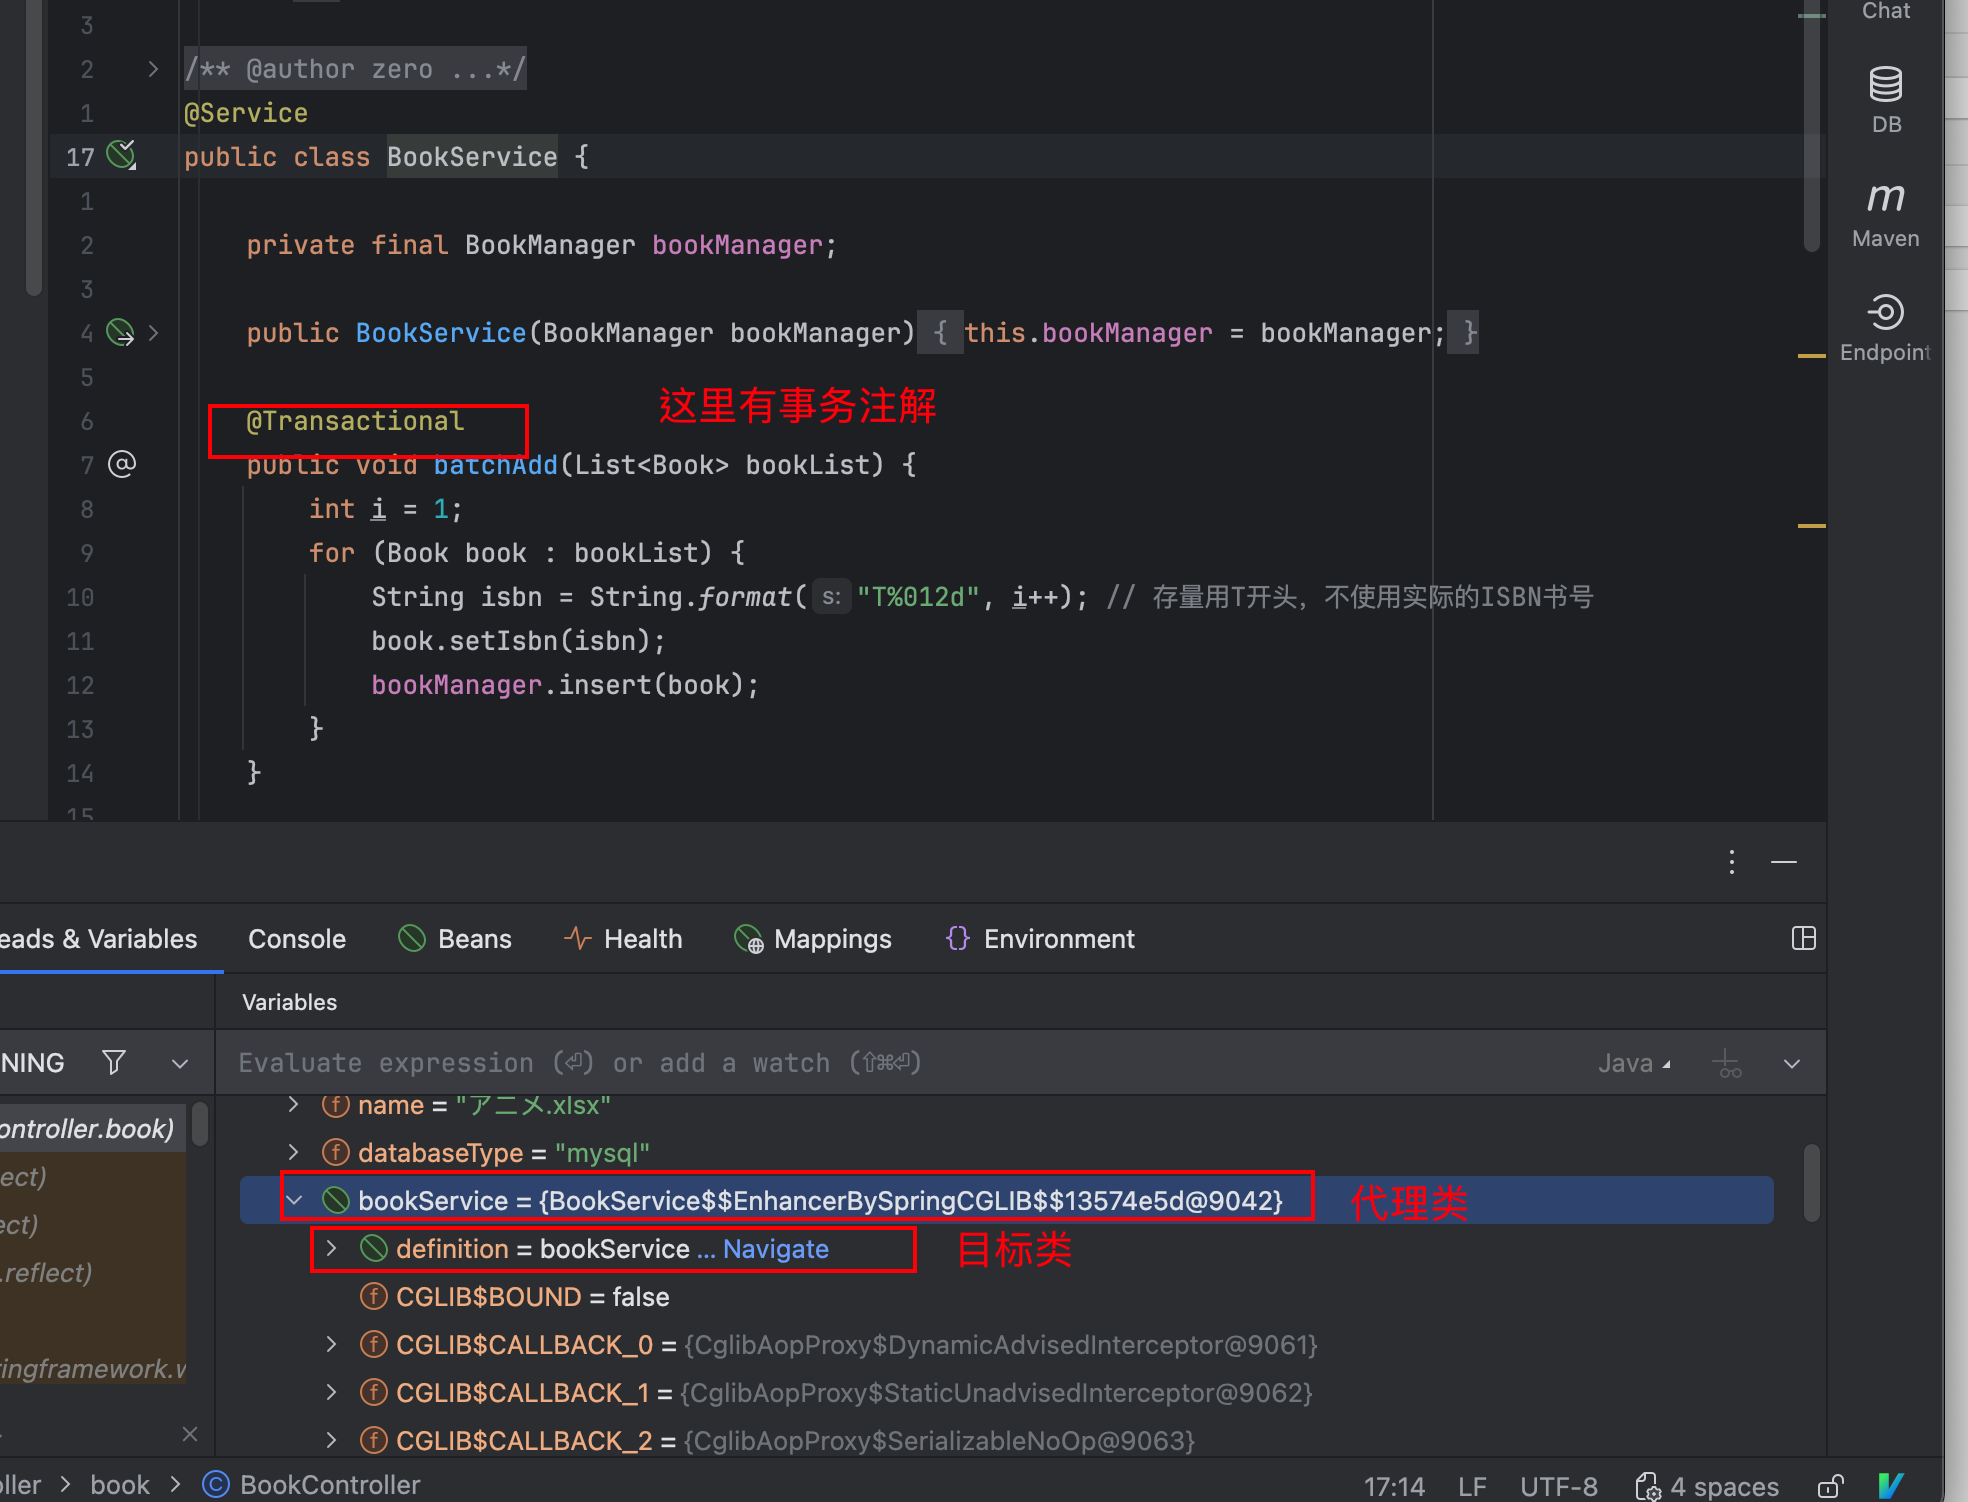 3
Chat
2 /** @author zero ...*/
1 @Service
DB
17 public class BookService {
1
Maven
2 private final BookManager bookManager;
3
4 public BookService(BookManager bookManager) { this.bookManager = bookManager; }
Endpoint
5
这里有事务注解
6 @Transactional
7 public void batchAdd(List<Book> bookList) {
8 int i = 1;
9 for (Book book : bookList) {
10 String isbn = String.format( s: "T%012d", i++); // 存量用T开头，不使用实际的ISBN书号
11 book.setIsbn(isbn);
12 bookManager.insert(book);
13 }
14 }
15
eads & Variables Console Beans Health Mappings {} Environment
Variables
NING Evaluate expression (⏎) or add a watch (⇧⌘⏎) Java
name = "アニメ.xlsx"
ontroller.book)
databaseType = "mysql"
ect)
bookService = {BookService$$EnhancerBySpringCGLIB$$13574e5d@9042} 代理类
ect)
definition = bookService ... Navigate 目标类
.reflect)
CGLIB$BOUND = false
CGLIB$CALLBACK_0 = {CglibAopProxy$DynamicAdvisedInterceptor@9061}
ringframework.w
CGLIB$CALLBACK_1 = {CglibAopProxy$StaticUnadvisedInterceptor@9062}
CGLIB$CALLBACK_2 = {CglibAopProxy$SerializableNoOp@9063}
ller > book > BookController 17:14 LF UTF-8 4 spaces